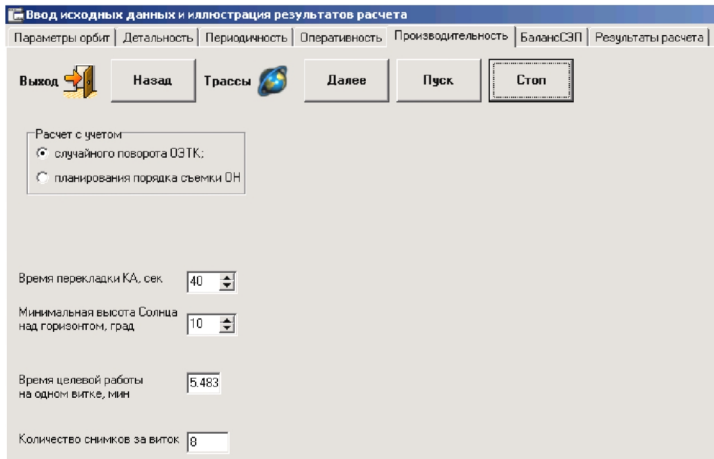 Ввод исходных данных и иллюстрация результатов расчета
Параметры орбит Детальность Периодичность Оперативность Производительность БалансСЭП Результаты расчета
Выход Назад Трассы Далее Пуск Стоп
Расчет с учетом
случайного поворота ОЭТК;
планирования порядка съемки ОН
Время перекладки КА, сек 40
Минимальная высота Солнца
над горизонтом, град 10
Время целевой работы
на одном витке, мин 5.483
Количество снимков за виток 8